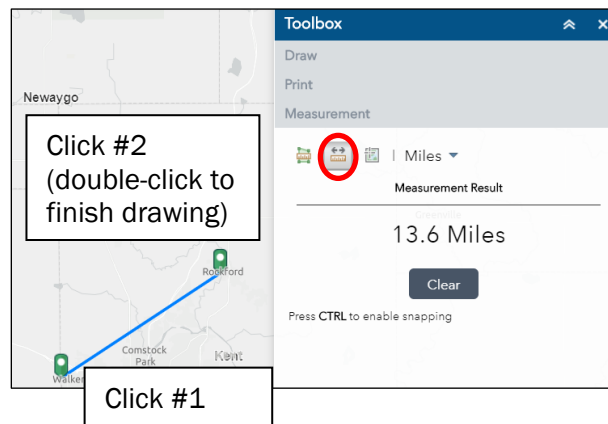 Toolbox
Draw
Print
Measurement
Miles
Measurement Result
Greenville
13.6 Miles
Clear
Press CTRL to enable snapping
Newaygo
Click #2
(double-click to
finish drawing)
Rockford
Comstock
Park
Kent
Walker
Click #1